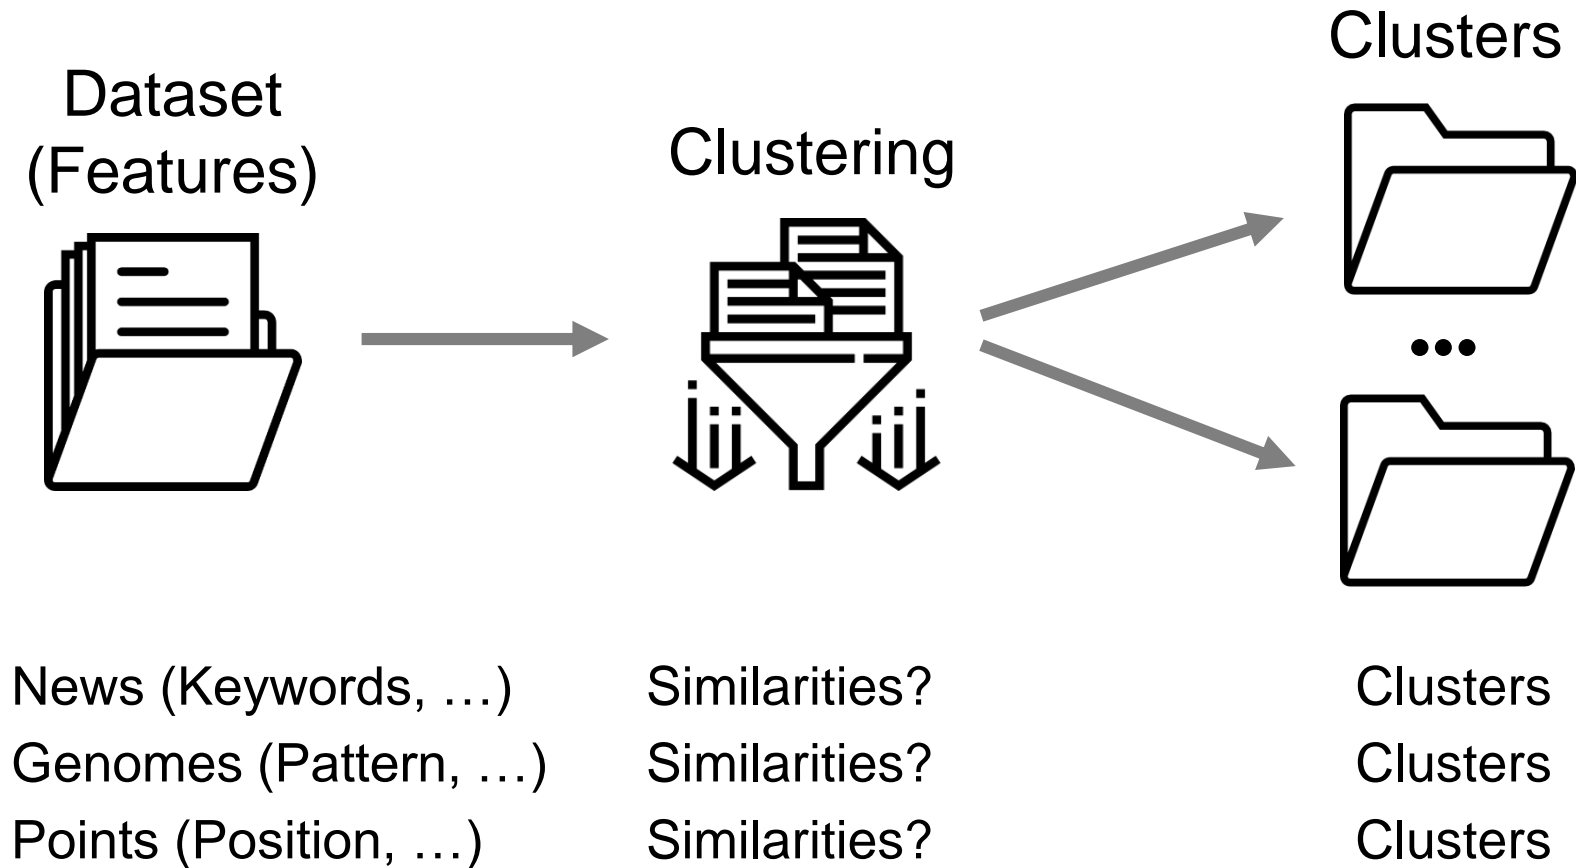 Dataset
(Features)
Clustering
Clusters
News (Keywords, …)
Similarities?
Clusters
Genomes (Pattern, …)
Similarities?
Clusters
Points (Position, …)
Similarities?
Clusters